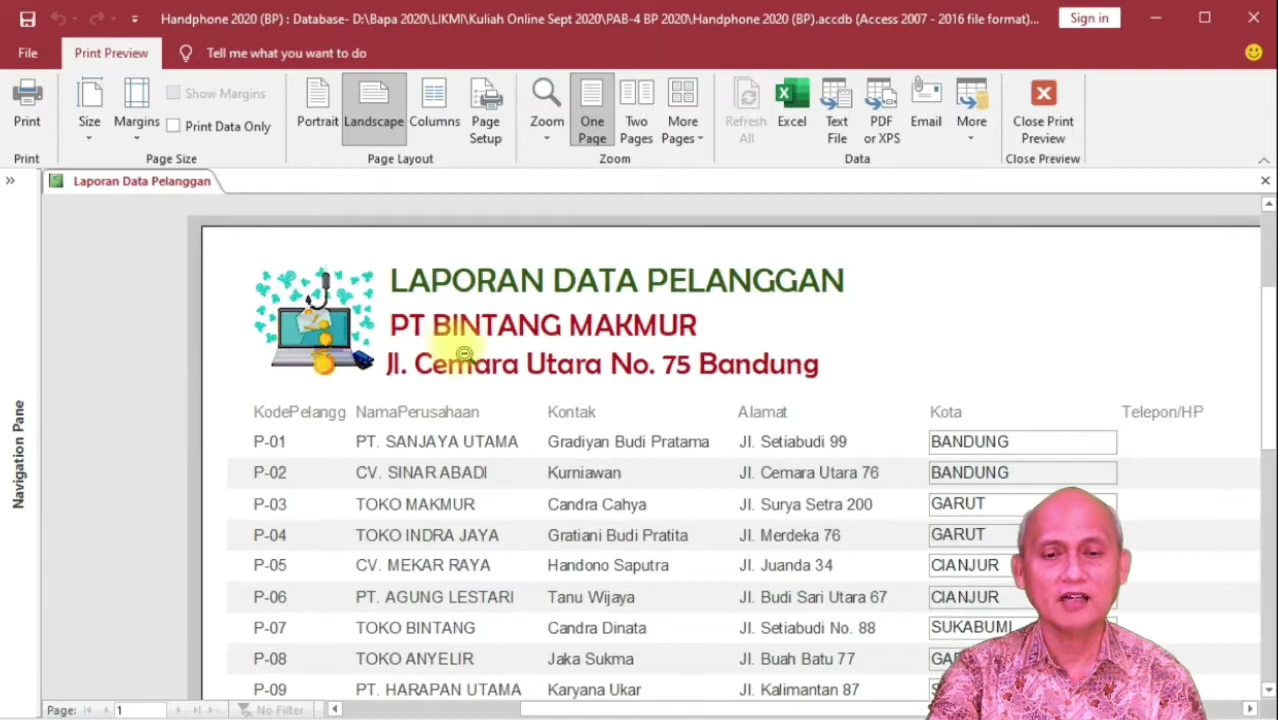 Handphone 2020 (BP) : Database- D:\Bapa 2020\LIKMI\Kuliah Online Sept 2020\PAB-4 BP 2020\Handphone 2020 (BP).accdb (Access 2007 - 2016 file format)...
Sign in
File
Print Preview
Tell me what you want to do
Print
Size
Margins
Show Margins
Print Data Only
Portrait
Landscape
Columns
Page Setup
Zoom
One Page
Two Pages
More Pages
Refresh All
Excel
Text File
PDF or XPS
Email
More
Close Print Preview
Print
Page Size
Page Layout
Zoom
Data
Close Preview
Laporan Data Pelanggan
Navigation Pane
LAPORAN DATA PELANGGAN
PT BINTANG MAKMUR
Jl. Cemara Utara No. 75 Bandung
KodePelangg NamaPerusahaan Kontak Alamat Kota Telepon/HP
P-01 PT. SANJAYA UTAMA Gradiyan Budi Pratama Jl. Setiabudi 99 BANDUNG
P-02 CV. SINAR ABADI Kurniawan Jl. Cemara Utara 76 BANDUNG
P-03 TOKO MAKMUR Candra Cahya Jl. Surya Setra 200 GARUT
P-04 TOKO INDRA JAYA Gratiani Budi Pratita Jl. Merdeka 76 GARUT
P-05 CV. MEKAR RAYA Handono Saputra Jl. Juanda 34 CIANJUR
P-06 PT. AGUNG LESTARI Tanu Wijaya Jl. Budi Sari Utara 67 CIANJUR
P-07 TOKO BINTANG Candra Dinata Jl. Setiabudi No. 88 SUKABUMI
P-08 TOKO ANYELIR Jaka Sukma Jl. Buah Batu 77
P-09 PT. HARAPAN UTAMA Karyana Ukar Jl. Kalimantan 87
Page: 1 No Filter